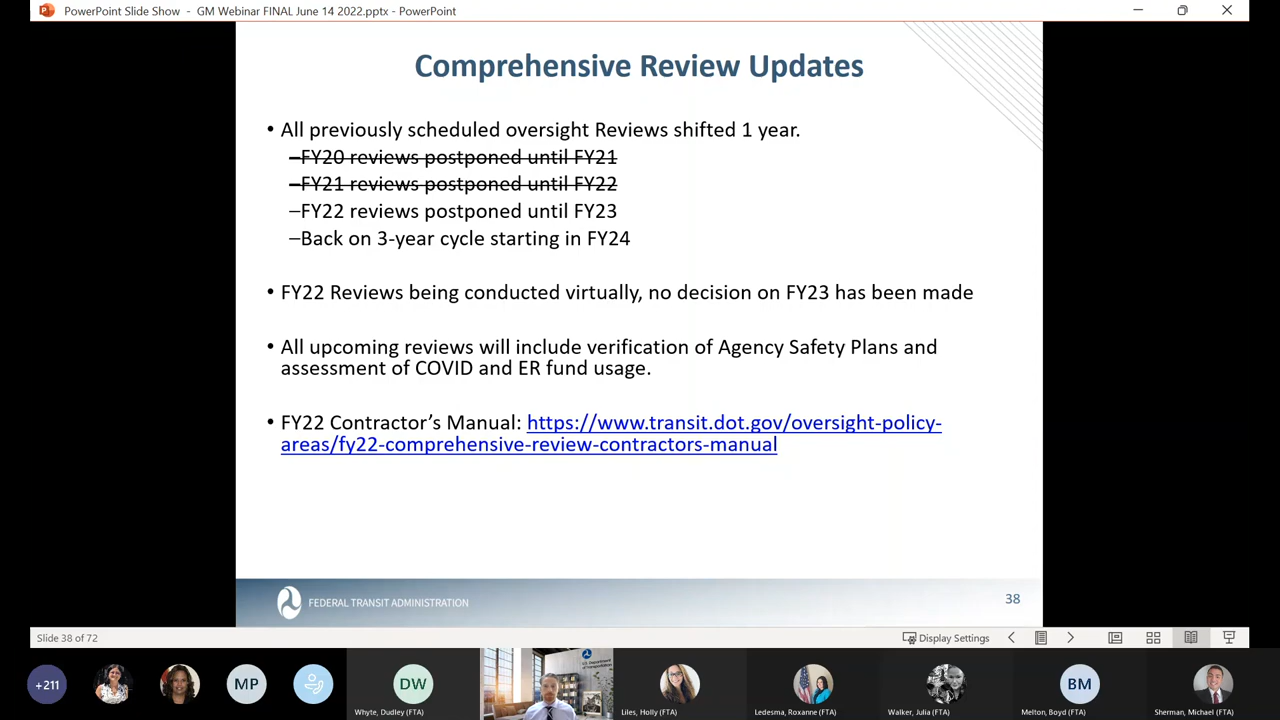 PowerPoint Slide Show - GM Webinar FINAL June 14 2022.pptx - PowerPoint
Comprehensive Review Updates
• All previously scheduled oversight Reviews shifted 1 year.
–FY20 reviews postponed until FY21
–FY21 reviews postponed until FY22
–FY22 reviews postponed until FY23
–Back on 3-year cycle starting in FY24
• FY22 Reviews being conducted virtually, no decision on FY23 has been made
• All upcoming reviews will include verification of Agency Safety Plans and
assessment of COVID and ER fund usage.
• FY22 Contractor’s Manual: https://www.transit.dot.gov/oversight-policy-
areas/fy22-comprehensive-review-contractors-manual
FEDERAL TRANSIT ADMINISTRATION
38
Slide 38 of 72
Display Settings
+211
MP
DW
BM
U.S. Department
of Transportation
Whyte, Dudley (FTA)
Liles, Holly (FTA)
Ledesma, Roxanne (FTA)
Walker, Julia (FTA)
Melton, Boyd (FTA)
Sherman, Michael (FTA)